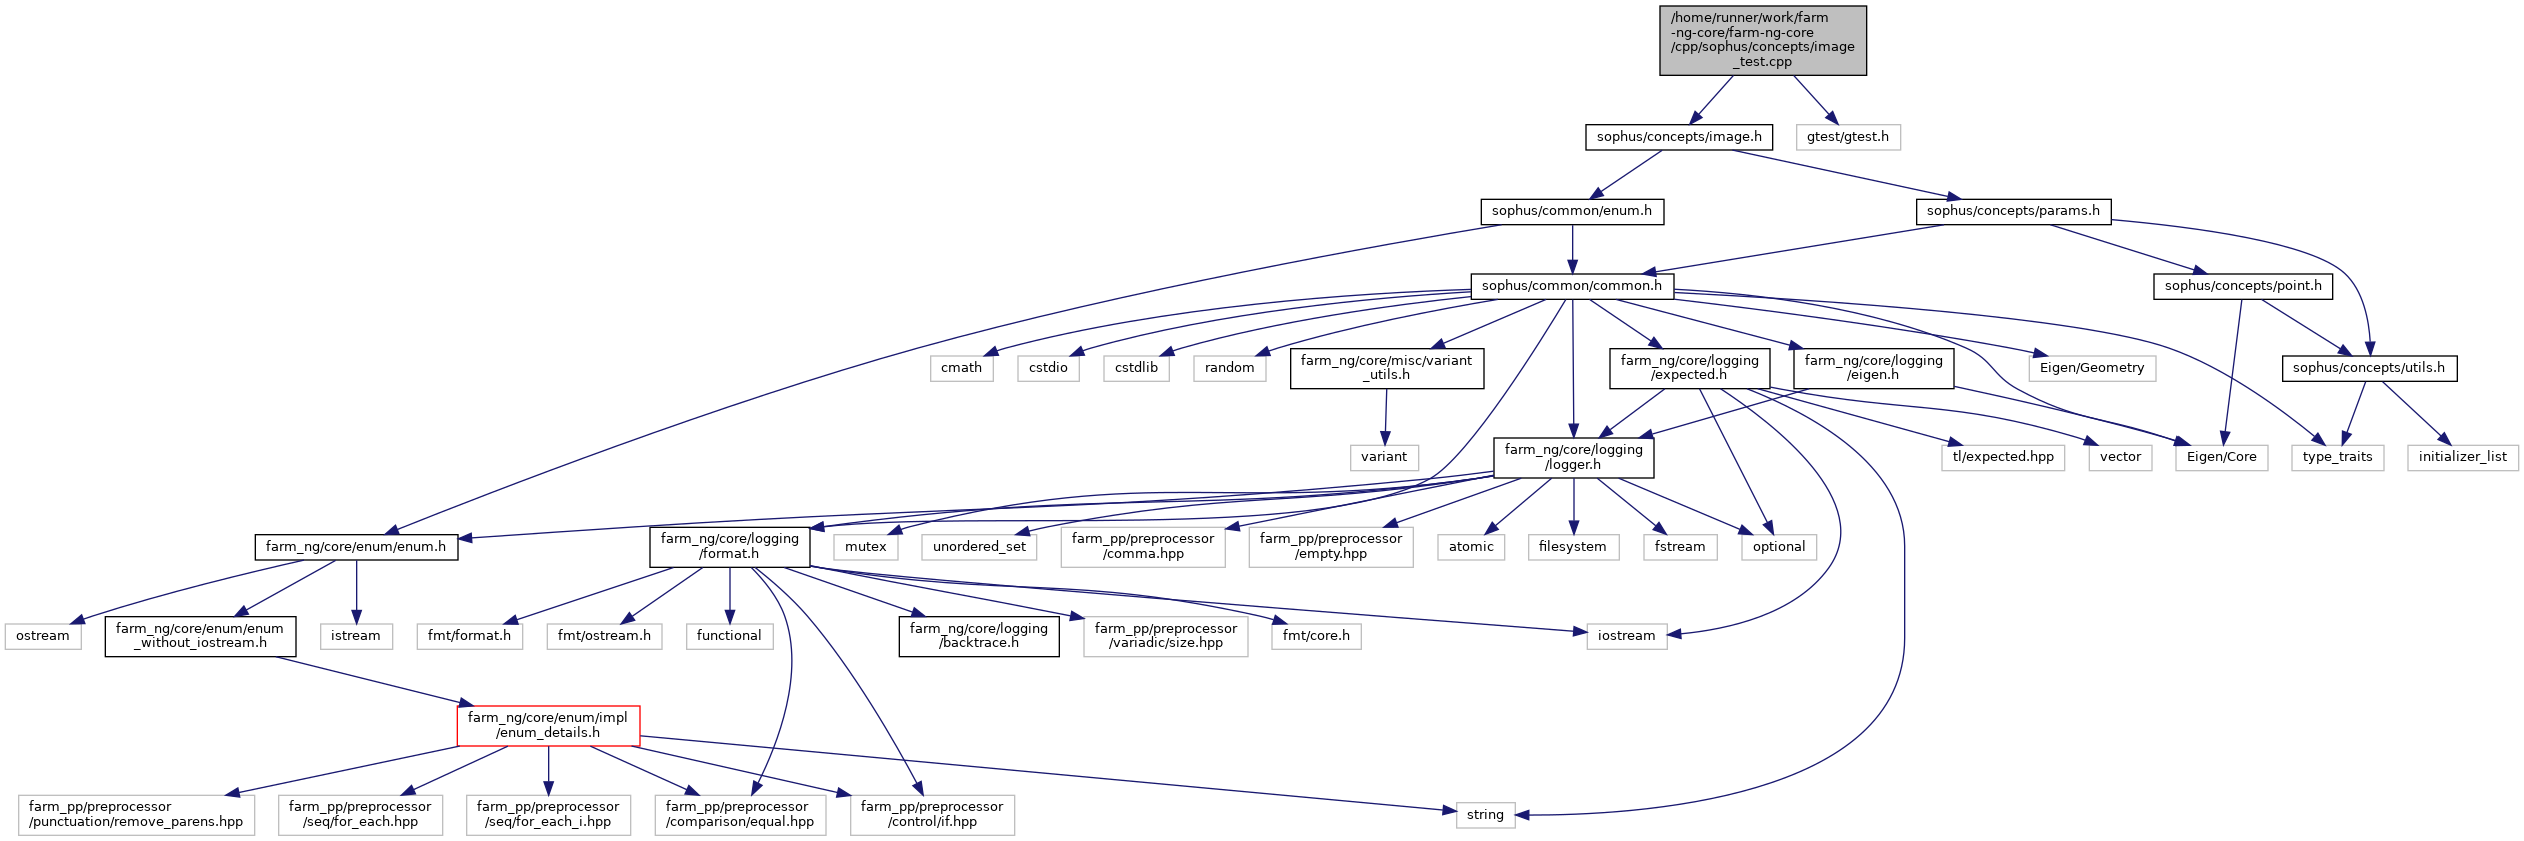 /home/runner/work/farm
-ng-core/farm-ng-core
/cpp/sophus/concepts/image
_test.cpp
sophus/concepts/image.h
gtest/gtest.h
sophus/common/enum.h
sophus/concepts/params.h
sophus/common/common.h
sophus/concepts/point.h
cmath
cstdio
cstdlib
random
farm_ng/core/misc/variant
_utils.h
farm_ng/core/logging
/expected.h
farm_ng/core/logging
/eigen.h
Eigen/Geometry
sophus/concepts/utils.h
variant
farm_ng/core/logging
/logger.h
tl/expected.hpp
vector
Eigen/Core
type_traits
initializer_list
farm_ng/core/enum/enum.h
farm_ng/core/logging
/format.h
mutex
unordered_set
farm_pp/preprocessor
/comma.hpp
farm_pp/preprocessor
/empty.hpp
atomic
filesystem
fstream
optional
ostream
farm_ng/core/enum/enum
_without_iostream.h
istream
fmt/format.h
fmt/ostream.h
functional
farm_ng/core/logging
/backtrace.h
farm_pp/preprocessor
/variadic/size.hpp
fmt/core.h
iostream
farm_ng/core/enum/impl
/enum_details.h
farm_pp/preprocessor
/punctuation/remove_parens.hpp
farm_pp/preprocessor
/seq/for_each.hpp
farm_pp/preprocessor
/seq/for_each_i.hpp
farm_pp/preprocessor
/comparison/equal.hpp
farm_pp/preprocessor
/control/if.hpp
string